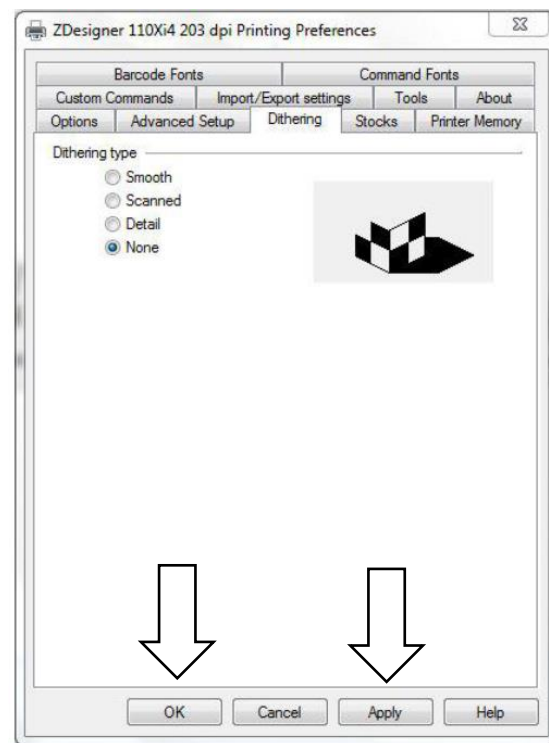 ZDesigner 110Xi4 203 dpi Printing Preferences
Barcode Fonts Command Fonts
Custom Commands Import/Export settings Tools About
Options Advanced Setup Dithering Stocks Printer Memory
Dithering type
Smooth
Scanned
Detail
None
OK Cancel Apply Help